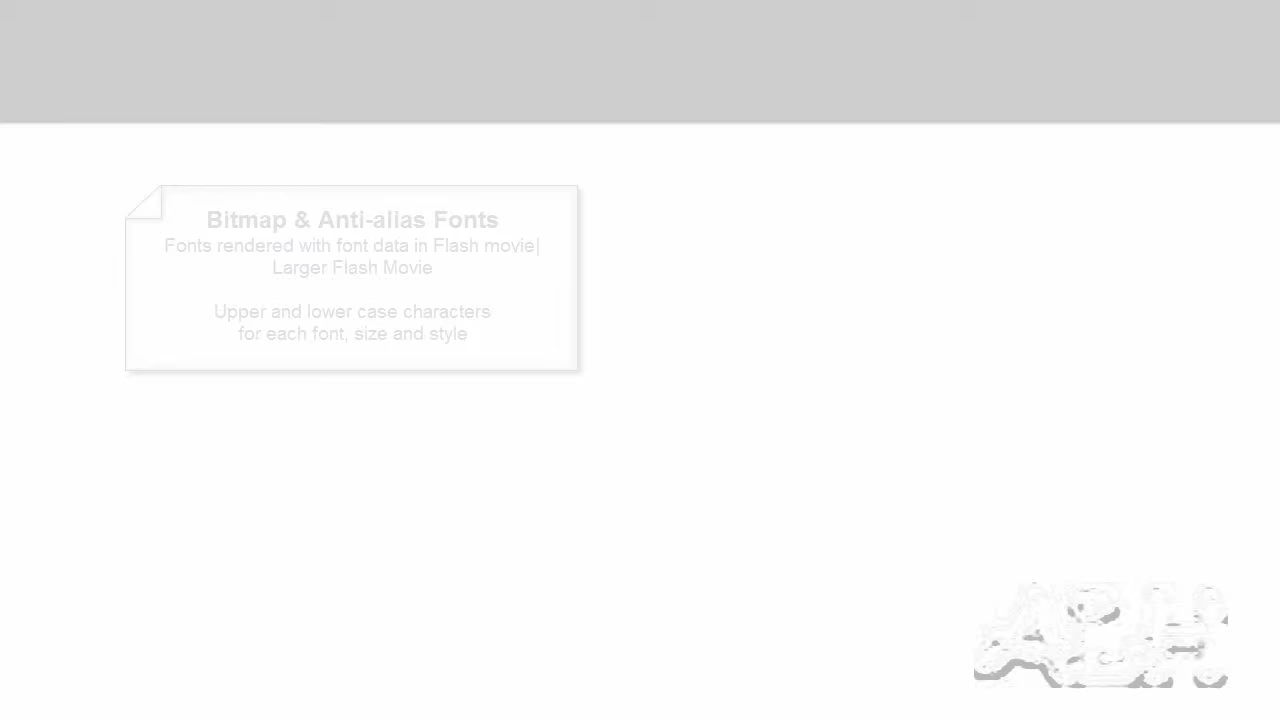 Bitmap & Anti-alias Fonts
Fonts rendered with font data in Flash movie|
Larger Flash Movie
Upper and lower case characters
for each font, size and style